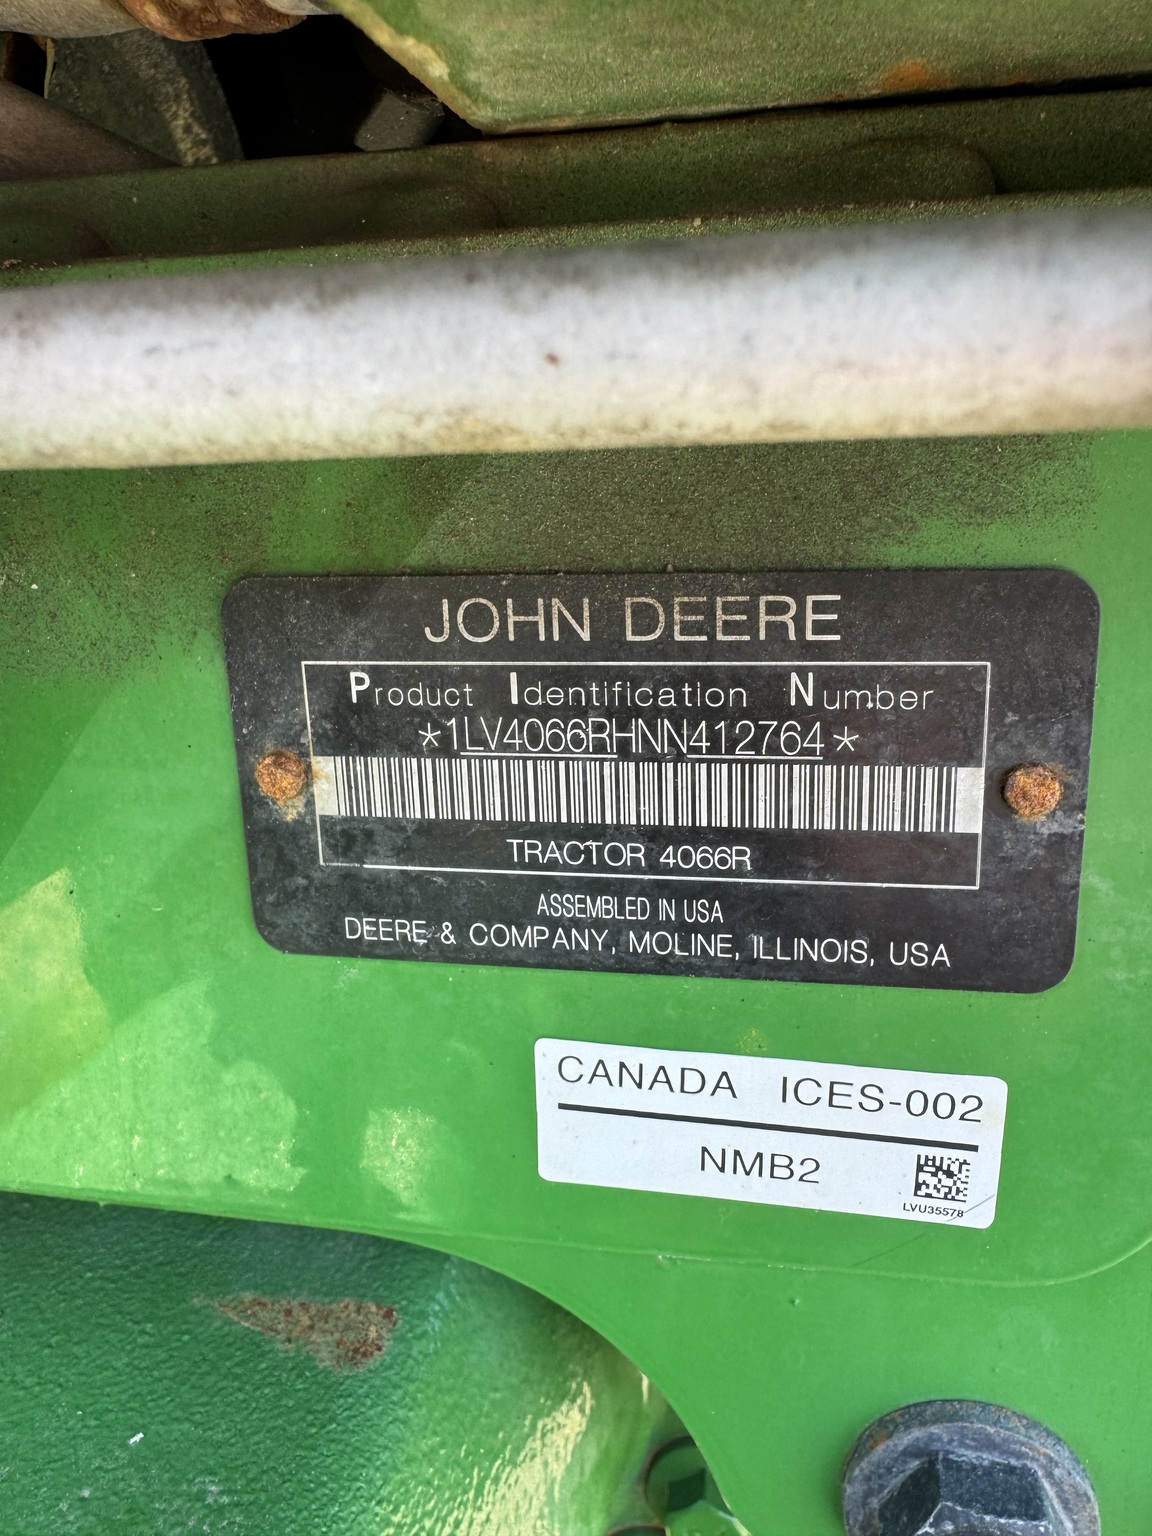 JOHN DEERE
Product Identification Number
*1LV4066RHNN412764*
TRACTOR 4066R
ASSEMBLED IN USA
DEERE & COMPANY, MOLINE, ILLINOIS, USA
CANADA ICES-002
NMB2
LVU35578